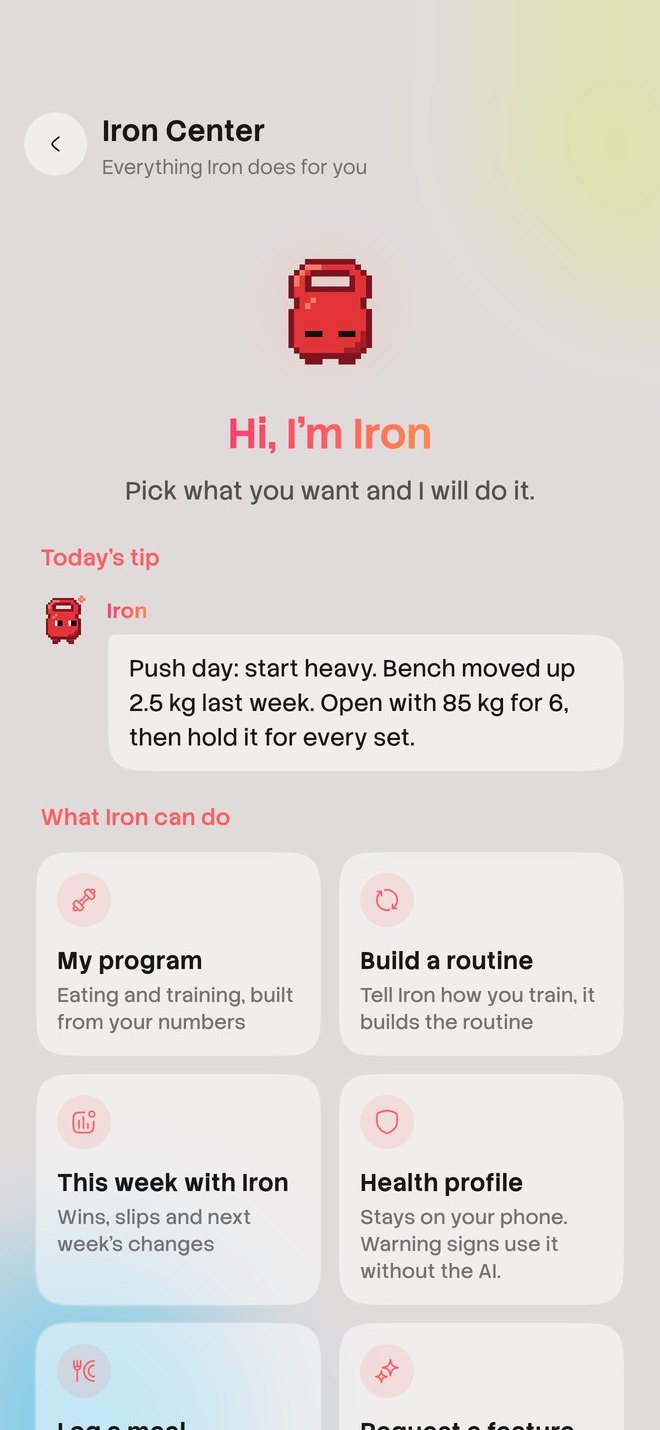 Iron Center
Everything Iron does for you
Hi, I’m Iron
Pick what you want and I will do it.
Today’s tip
Iron
Push day: start heavy. Bench moved up
2.5 kg last week. Open with 85 kg for 6,
then hold it for every set.
What Iron can do
My program
Eating and training, built
from your numbers
Build a routine
Tell Iron how you train, it
builds the routine
This week with Iron
Wins, slips and next
week’s changes
Health profile
Stays on your phone.
Warning signs use it
without the AI.
Log a meal
Request a feature